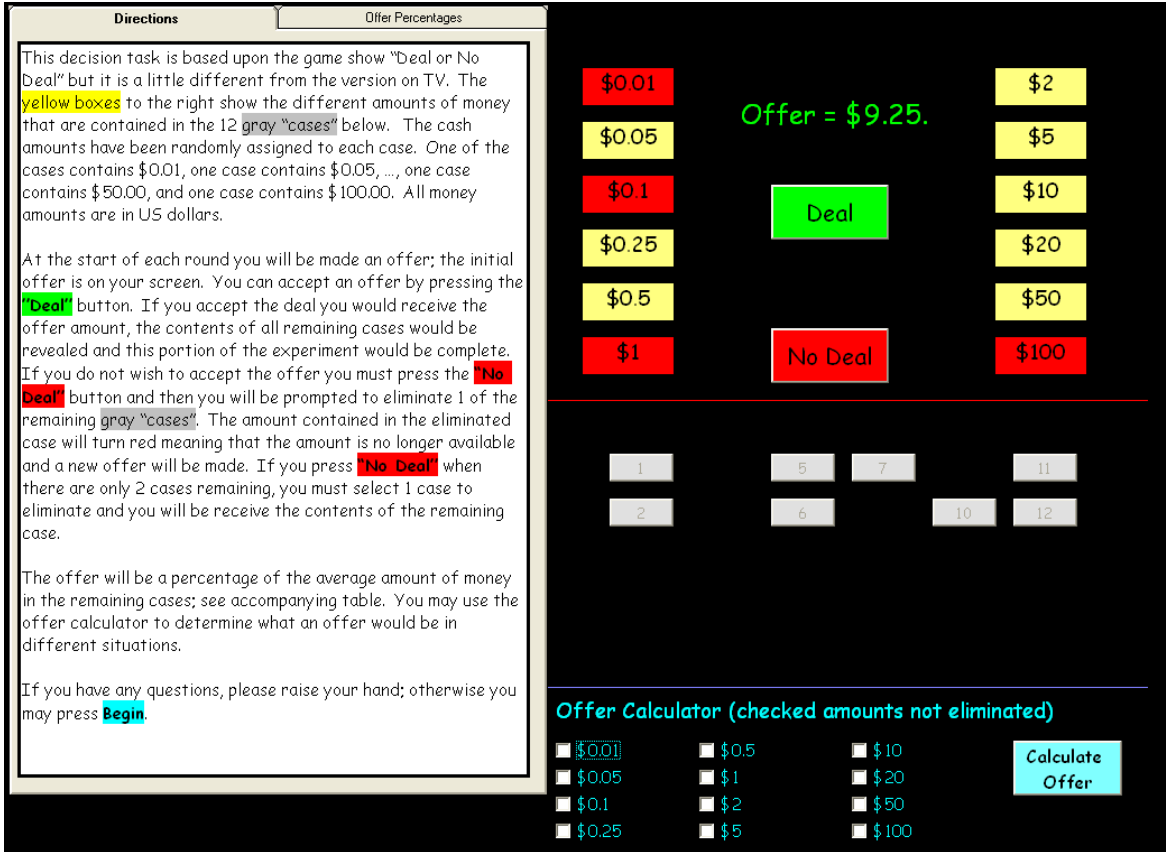 Directions
Offer Percentages
This decision task is based upon the game show "Deal or No
Deal" but it is a little different from the version on TV. The
yellow boxes to the right show the different amounts of money
that are contained in the 12 gray "cases" below. The cash
amounts have been randomly assigned to each case. One of the
cases contains $0.01, one case contains $0.05, ..., one case
contains $50.00, and one case contains $100.00. All money
amounts are in US dollars.
At the start of each round you will be made an offer; the initial
offer is on your screen. You can accept an offer by pressing the
"Deal" button. If you accept the deal you would receive the
offer amount, the contents of all remaining cases would be
revealed and this portion of the experiment would be complete.
If you do not wish to accept the offer you must press the "No
Deal" button and then you will be prompted to eliminate 1 of the
remaining gray "cases". The amount contained in the eliminated
case will turn red meaning that the amount is no longer available
and a new offer will be made. If you press "No Deal" when
there are only 2 cases remaining, you must select 1 case to
eliminate and you will be receive the contents of the remaining
case.
The offer will be a percentage of the average amount of money
in the remaining cases; see accompanying table. You may use the
offer calculator to determine what an offer would be in
different situations.
If you have any questions, please raise your hand; otherwise you
may press Begin.
$0.01
$0.05
$0.1
$0.25
$0.5
$1
Offer = $9.25.
Deal
No Deal
$2
$5
$10
$20
$50
$100
1 5 7 11
2 6 10 12
Offer Calculator (checked amounts not eliminated)
$0.01 $0.5 $10
$0.05 $1 $20
$0.1 $2 $50
$0.25 $5 $100
Calculate
Offer